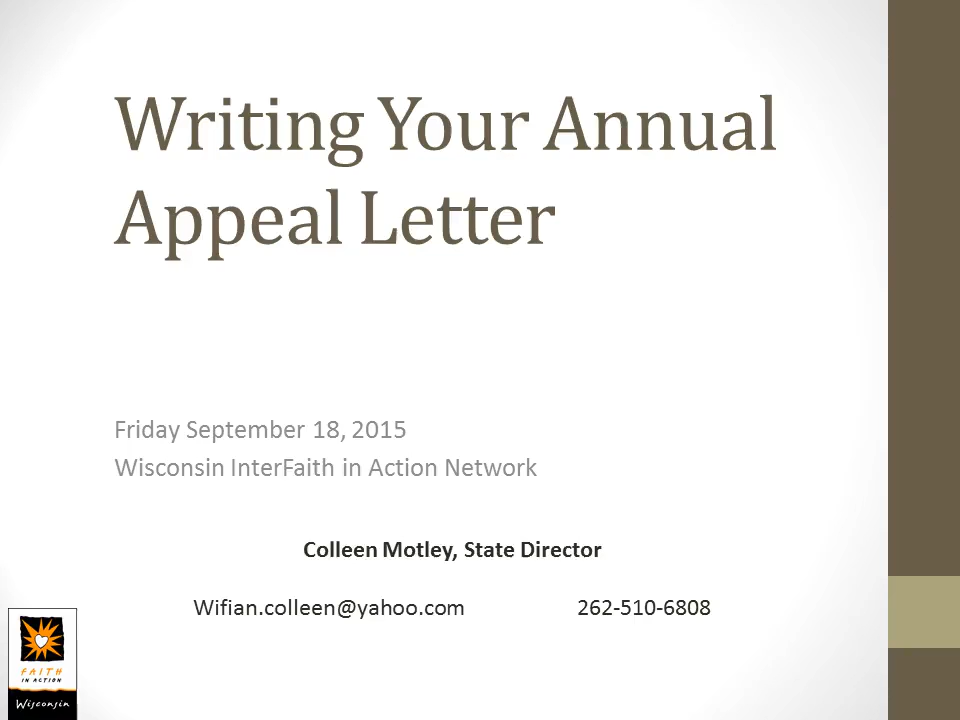 Writing Your Annual
Appeal Letter
Friday September 18, 2015
Wisconsin InterFaith in Action Network
Colleen Motley, State Director
Wifian.colleen@yahoo.com 262-510-6808
FAITH
IN ACTION
Wisconsin